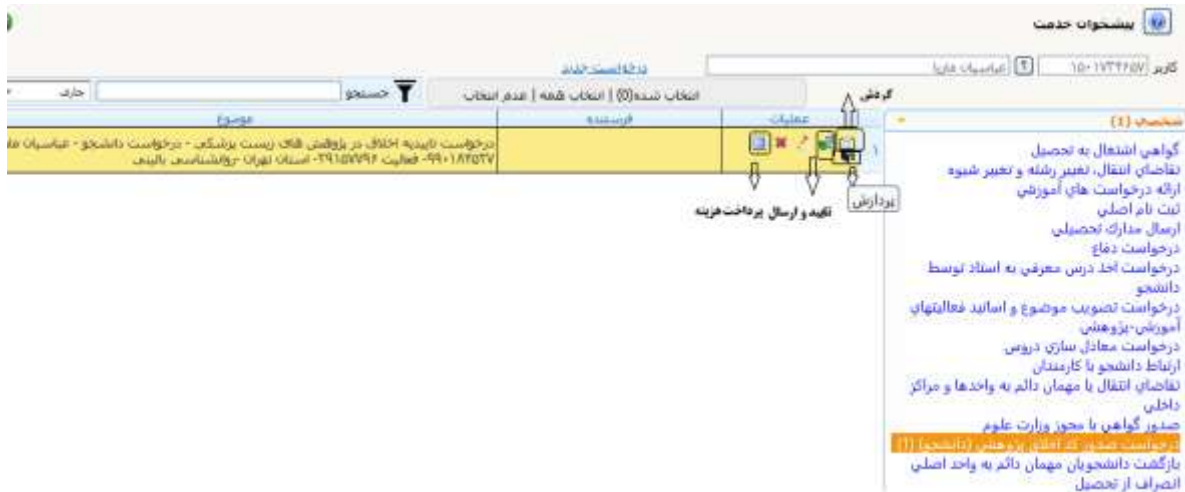 پیشخوان خدمت
کاربر
درخواست جدید
انتخاب شده(0) | انتخاب همه | عدم انتخاب
جستجو
جاری
گردش
شخصی (1)
عملیات
فرستنده
موضوع
۱
درخواست تاییدیه اخلاق در پژوهش های زیست پزشکی - درخواست دانشجو - عباسیان
استان تهران -روانشناسی بالینی
پردازش
تایید و ارسال
پرداخت هزینه
گواهی اشتغال به تحصیل
تقاضای انتقال، تغییر رشته و تغییر شیوه
ارائه درخواست های آموزشی
ثبت نام اصلی
ارسال مدارک تحصیلی
درخواست دفاع
درخواست اخذ درس معرفی به استاد توسط
دانشجو
درخواست تصویب موضوع و اساتید فعالیتهای
آموزشی-پژوهشی
درخواست معادل سازی دروس
ارتباط دانشجو با کارمندان
تقاضای انتقال یا مهمان دائم به واحدها و مراکز
داخلی
صدور گواهی با مجوز وزارت علوم
درخواست صدور کد اخلاق پژوهشی (دانشجو) (1)
بازگشت دانشجویان مهمان دائم به واحد اصلی
انصراف از تحصیل